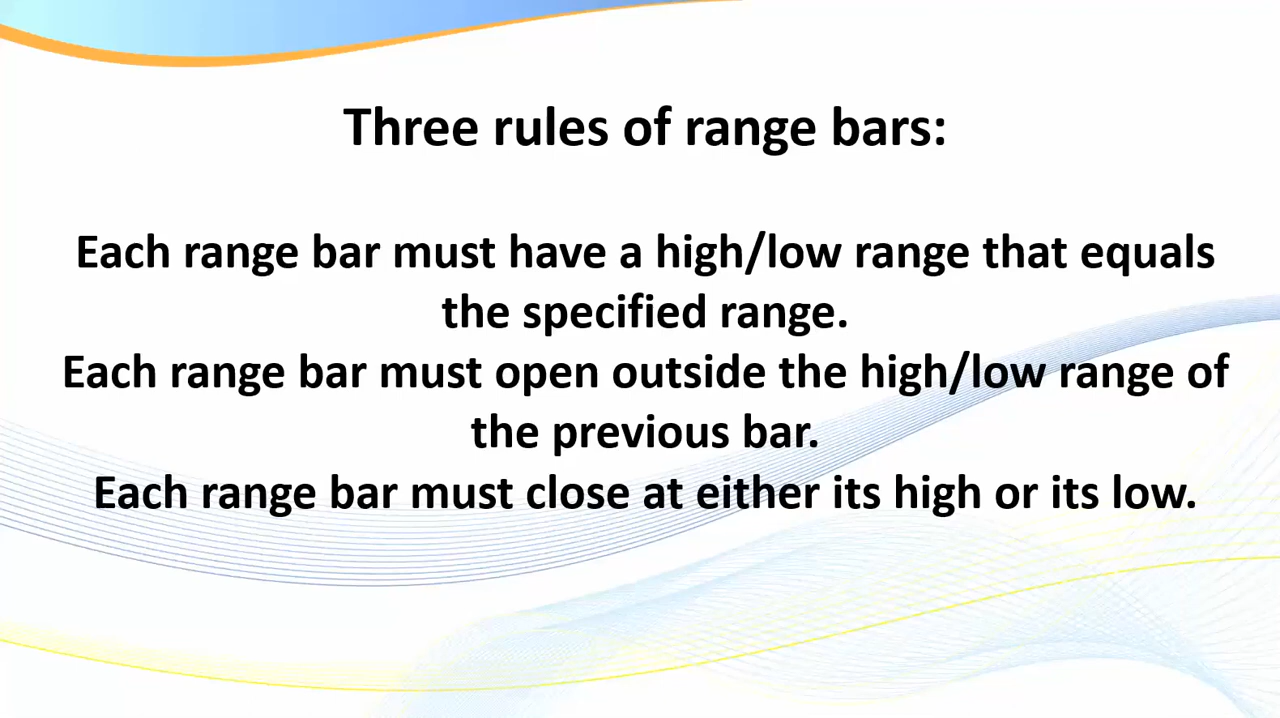 Three rules of range bars:
Each range bar must have a high/low range that equals
the specified range.
Each range bar must open outside the high/low range of
the previous bar.
Each range bar must close at either its high or its low.